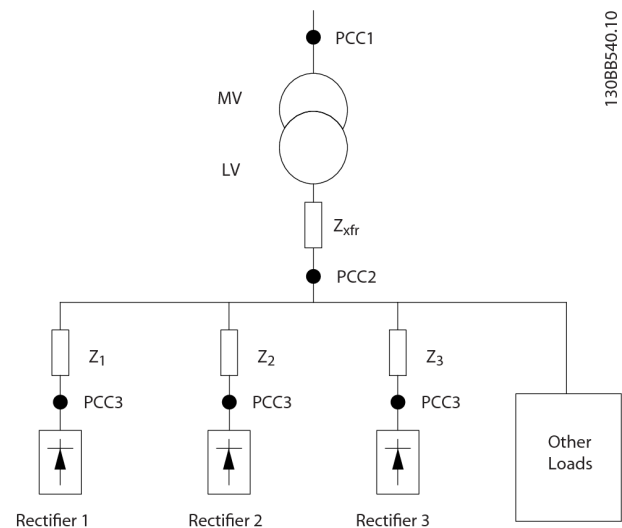 PCC1
MV
LV
Zxfr
PCC2
Z1
Z2
Z3
PCC3
PCC3
PCC3
Other
Loads
Rectifier 1
Rectifier 2
Rectifier 3
130BB540.10